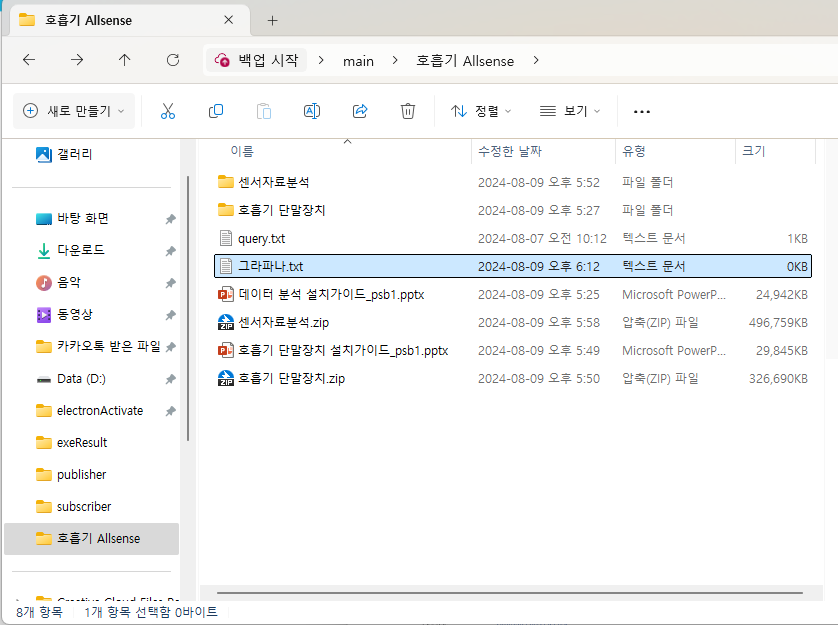 호흡기 Allsense
백업 시작 main 호흡기 Allsense
새로 만들기 정렬 보기
갤러리
바탕 화면
다운로드
음악
동영상
카카오톡 받은 파일
Data (D:)
electronActivate
exeResult
publisher
subscriber
호흡기 Allsense
이름 수정한 날짜 유형 크기
센서자료분석 2024-08-09 오후 5:52 파일 폴더
호흡기 단말장치 2024-08-09 오후 5:27 파일 폴더
query.txt 2024-08-07 오전 10:12 텍스트 문서 1KB
그라파나.txt 2024-08-09 오후 6:12 텍스트 문서 0KB
데이터 분석 설치가이드_psb1.pptx 2024-08-09 오후 5:25 Microsoft PowerP... 24,942KB
센서자료분석.zip 2024-08-09 오후 5:58 압축(ZIP) 파일 496,759KB
호흡기 단말장치 설치가이드_psb1.pptx 2024-08-09 오후 5:49 Microsoft PowerP... 29,845KB
호흡기 단말장치.zip 2024-08-09 오후 5:50 압축(ZIP) 파일 326,690KB
8개 항목 1개 항목 선택함 0바이트